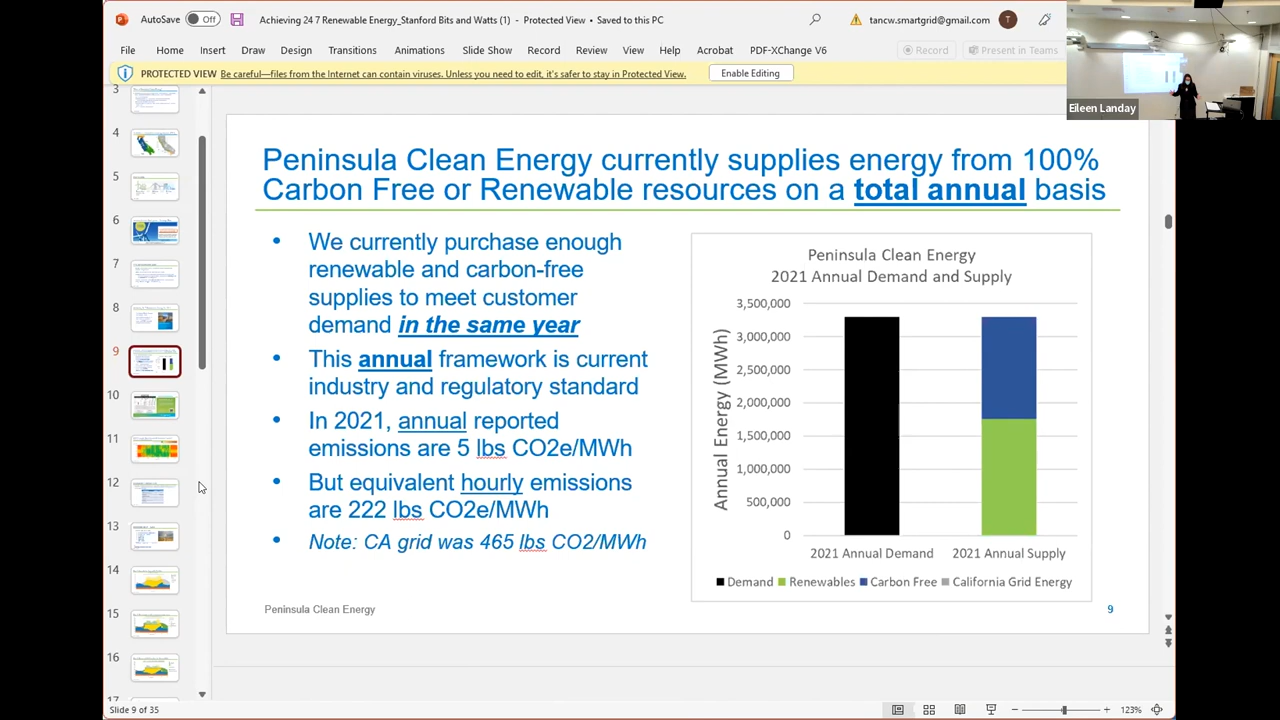 AutoSave Off Achieving 24 7 Renewable Energy_Stanford Bits and Watts (1) - Protected View • Saved to this PC tancw.smartgrid@gmail.com T
File Home Insert Draw Design Transitions Animations Slide Show Record Review View Help Acrobat PDF-XChange V6 Record Present in Teams
PROTECTED VIEW Be careful—files from the Internet can contain viruses. Unless you need to edit, it's safer to stay in Protected View. Enable Editing
Eileen Landay
3
4
5
6
7
8
9
10
11
12
13
14
15
16
17
Peninsula Clean Energy currently supplies energy from 100%
Carbon Free or Renewable resources on a total annual basis
• We currently purchase enough
renewable and carbon-free
supplies to meet customer
demand in the same year
• This annual framework is current
industry and regulatory standard
• In 2021, annual reported
emissions are 5 lbs CO2e/MWh
• But equivalent hourly emissions
are 222 lbs CO2e/MWh
• Note: CA grid was 465 lbs CO2/MWh
Peninsula Clean Energy
2021 Annual Demand and Supply
Annual Energy (MWh)
3,500,000
3,000,000
2,500,000
2,000,000
1,500,000
1,000,000
500,000
0
2021 Annual Demand 2021 Annual Supply
Demand Renewables Carbon Free California Grid Energy
Peninsula Clean Energy 9
Slide 9 of 35 123%